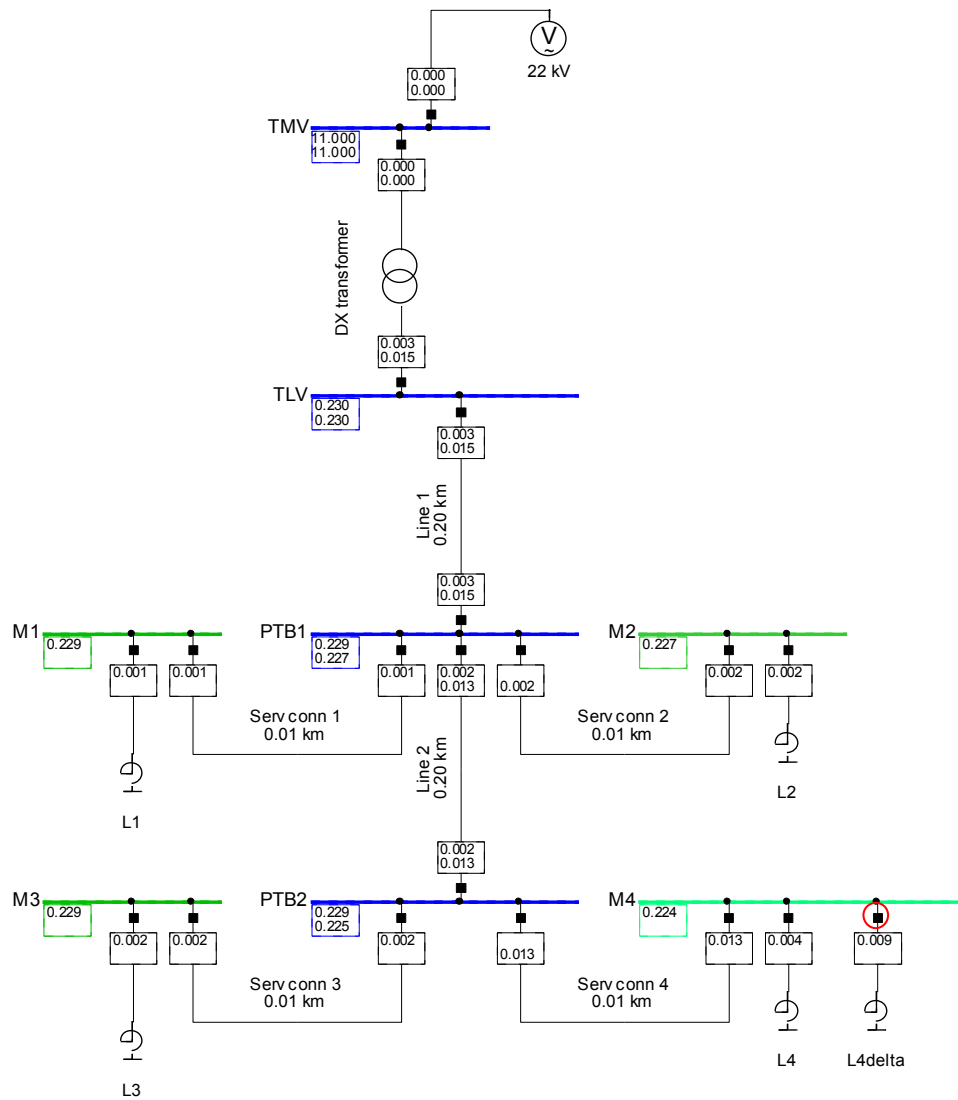 V
~
22 kV
0.000
0.000
TMV
11.000
11.000
0.000
0.000
DX transformer
0.003
0.015
TLV
0.230
0.230
0.003
0.015
Line 1
0.20 km
0.003
0.015
M1
0.229
PTB1
0.229
0.227
M2
0.227
0.001
0.001
0.001
0.002
0.013
0.002
0.002
0.002
Serv conn 1
0.01 km
Serv conn 2
0.01 km
Line 2
0.20 km
L1
L2
0.002
0.013
M3
0.229
PTB2
0.229
0.225
M4
0.224
0.002
0.002
0.002
0.013
0.013
0.004
0.009
Serv conn 3
0.01 km
Serv conn 4
0.01 km
L3
L4
L4delta